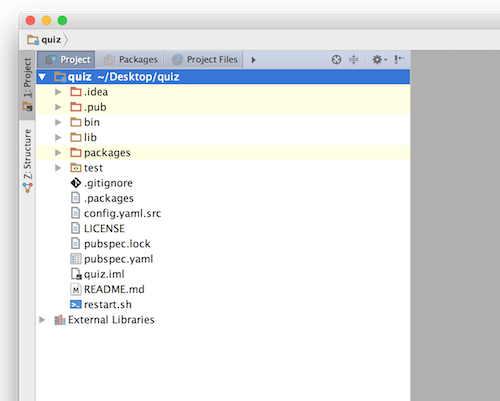 quiz
Project Packages Project Files
1: Project
7: Structure
quiz ~/Desktop/quiz
.idea
.pub
bin
lib
packages
test
.gitignore
.packages
config.yaml.src
LICENSE
pubspec.lock
pubspec.yaml
quiz.iml
README.md
restart.sh
External Libraries